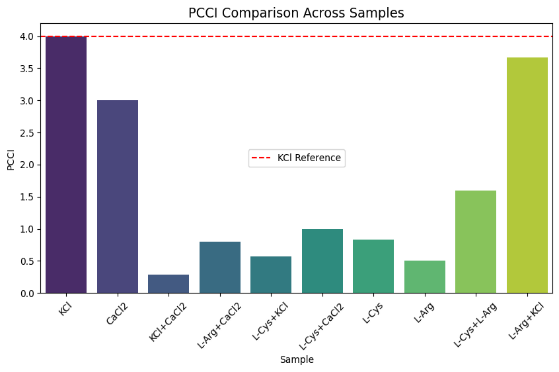 PCCI Comparison Across Samples
4.0
3.5
3.0
2.5
2.0
1.5
1.0
0.5
0.0
PCCI
KCl Reference
KCl
CaCl2
KCl+CaCl2
L-Arg+CaCl2
L-Cys+KCl
L-Cys+CaCl2
L-Cys
L-Arg
L-Cys+L-Arg
L-Arg+KCl
Sample